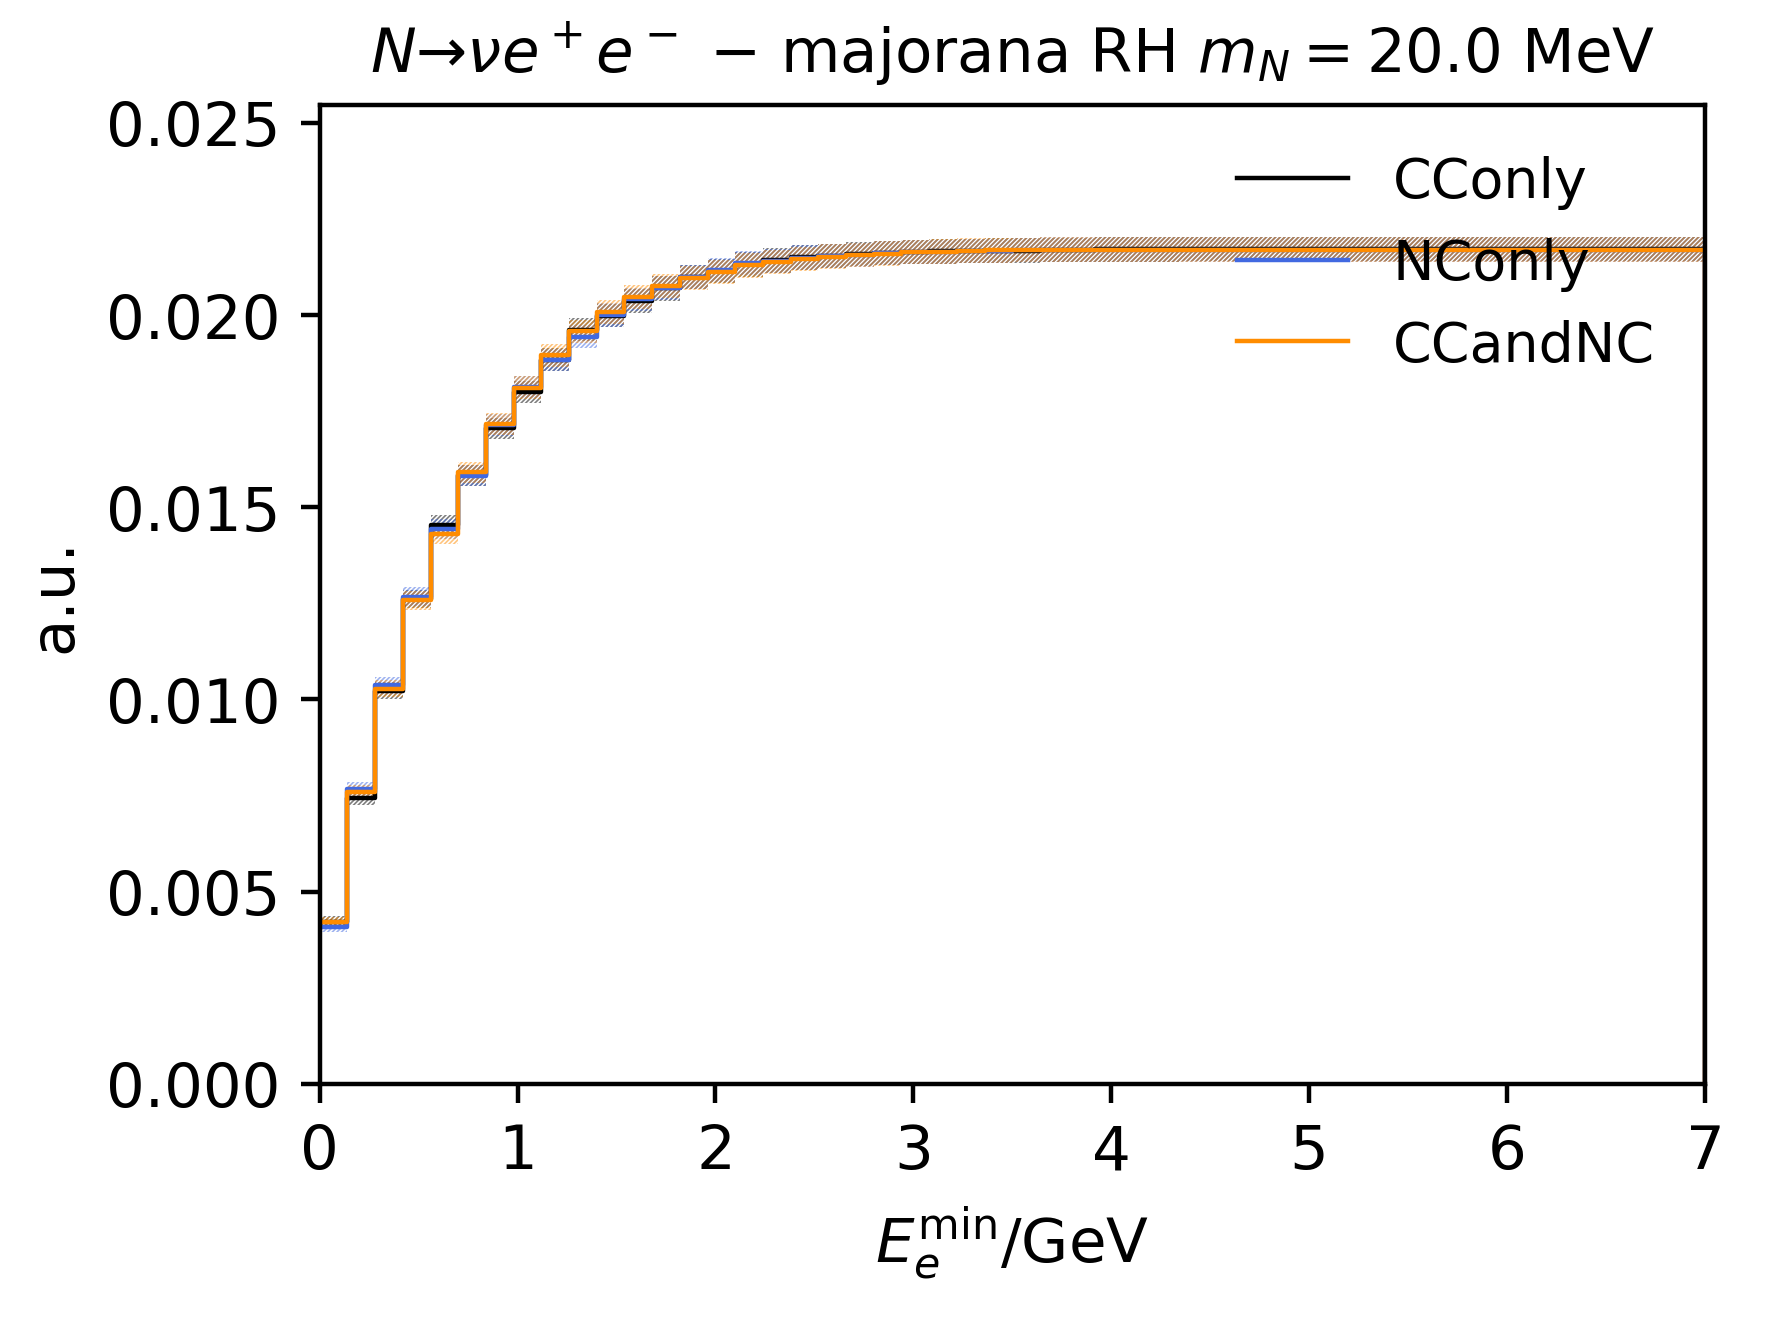 N→νe⁺e⁻ − majorana RH m_N = 20.0 MeV
0.025
0.020
0.015
0.010
0.005
0.000
a.u.
CConly
NConly
CCandNC
0 1 2 3 4 5 6 7
E_e^min/GeV